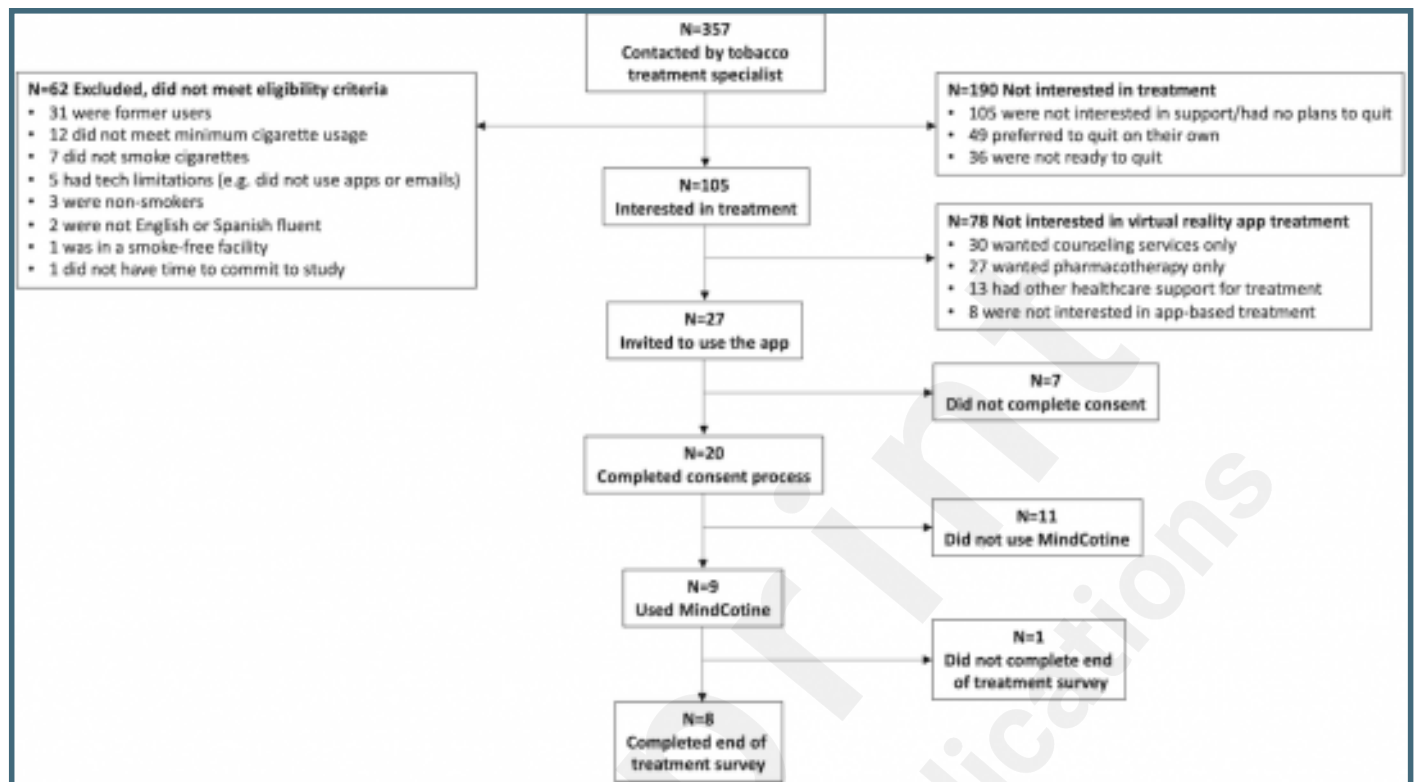 N=357
Contacted by tobacco
treatment specialist
N=62 Excluded, did not meet eligibility criteria
• 31 were former users
• 12 did not meet minimum cigarette usage
• 7 did not smoke cigarettes
• 5 had tech limitations (e.g. did not use apps or emails)
• 3 were non-smokers
• 2 were not English or Spanish fluent
• 1 was in a smoke-free facility
• 1 did not have time to commit to study
N=190 Not interested in treatment
• 105 were not interested in support/had no plans to quit
• 49 preferred to quit on their own
• 36 were not ready to quit
N=105
Interested in treatment
N=78 Not interested in virtual reality app treatment
• 30 wanted counseling services only
• 27 wanted pharmacotherapy only
• 13 had other healthcare support for treatment
• 8 were not interested in app-based treatment
N=27
Invited to use the app
N=7
Did not complete consent
N=20
Completed consent process
N=11
Did not use MindCotine
N=9
Used MindCotine
N=1
Did not complete end
of treatment survey
N=8
Completed end of
treatment survey
print
lications